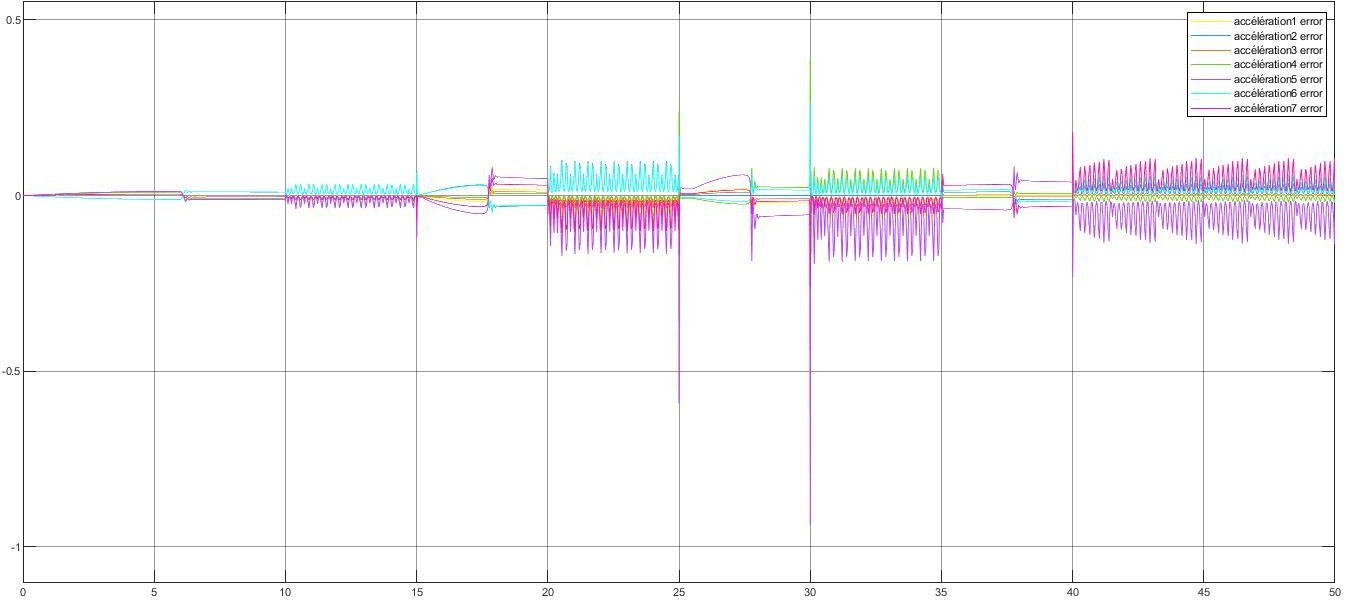 0.5
0
-0.5
-1
0 5 10 15 20 25 30 35 40 45 50
accélération1 error
accélération2 error
accélération3 error
accélération4 error
accélération5 error
accélération6 error
accélération7 error